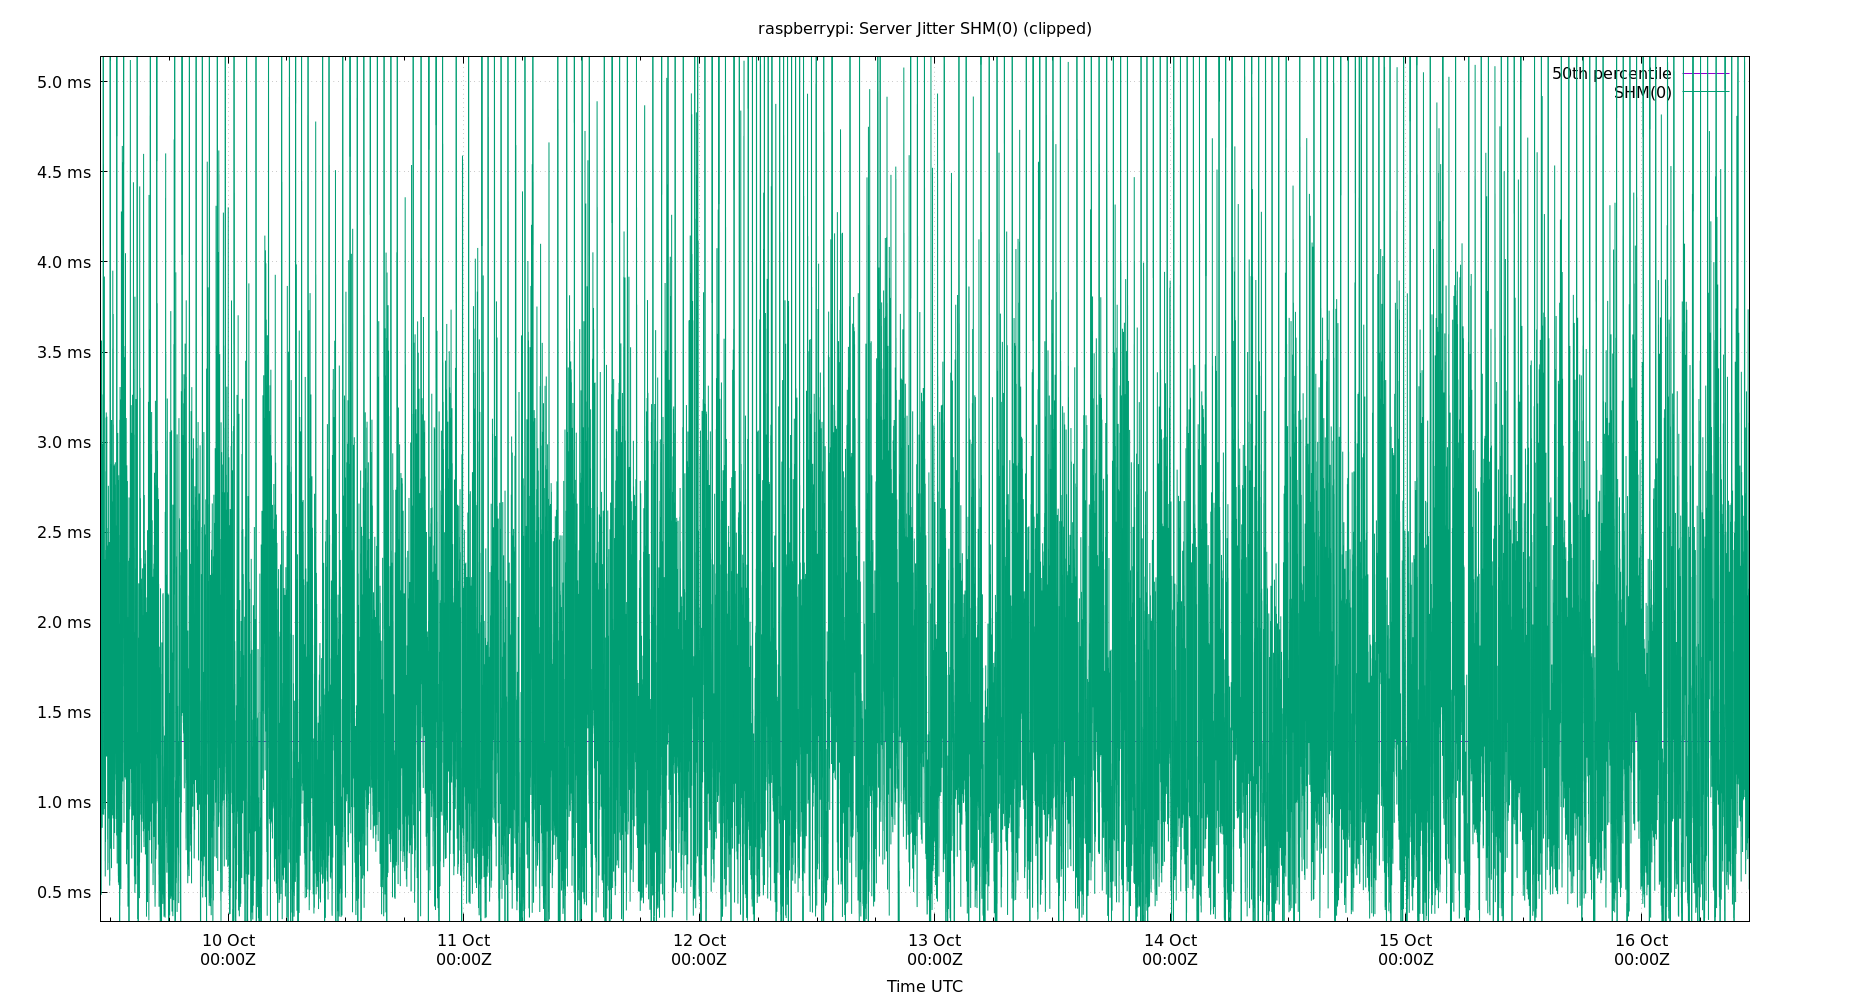 raspberrypi: Server Jitter SHM(0) (clipped)
50th percentile
SHM(0)
5.0 ms
4.5 ms
4.0 ms
3.5 ms
3.0 ms
2.5 ms
2.0 ms
1.5 ms
1.0 ms
0.5 ms
10 Oct 11 Oct 12 Oct 13 Oct 14 Oct 15 Oct 16 Oct
00:00Z 00:00Z 00:00Z 00:00Z 00:00Z 00:00Z 00:00Z
Time UTC